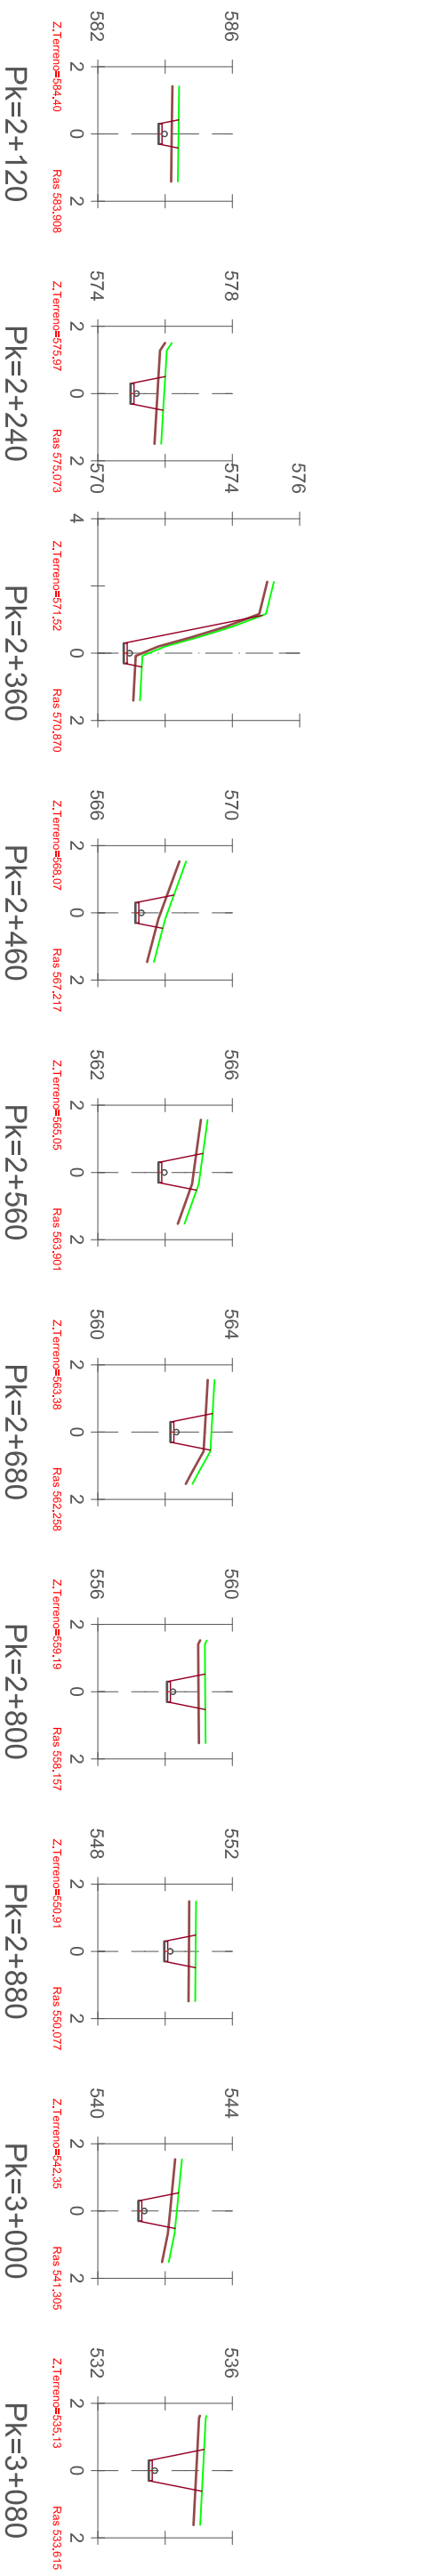 586
582
2 0 2
Z.Terreno=584.40 Ras 583.908
Pk=2+120
578
574
2 0 2
Z.Terreno=575.97 Ras 575.073
Pk=2+240
576
574
570
4 0 2
Z.Terreno=571.52 Ras 570.870
Pk=2+360
570
566
2 0 2
Z.Terreno=568.07 Ras 567.217
Pk=2+460
566
562
2 0 2
Z.Terreno=565.05 Ras 563.901
Pk=2+560
564
560
2 0 2
Z.Terreno=563.38 Ras 562.258
Pk=2+680
560
556
2 0 2
Z.Terreno=559.19 Ras 558.157
Pk=2+800
552
548
2 0 2
Z.Terreno=550.91 Ras 550.077
Pk=2+880
544
540
2 0 2
Z.Terreno=542.35 Ras 541.305
Pk=3+000
536
532
2 0 2
Z.Terreno=535.13 Ras 533.615
Pk=3+080